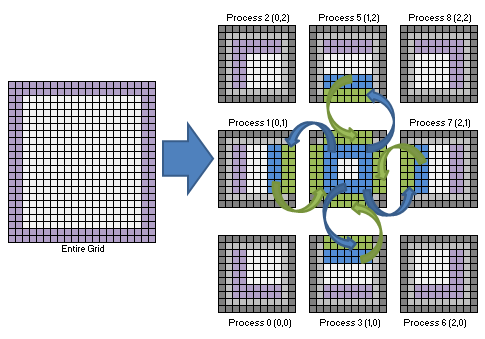 Process 2 (0,2)
Process 5 (1,2)
Process 8 (2,2)
Process 1 (0,1)
Process 7 (2,1)
Entire Grid
Process 0 (0,0)
Process 3 (1,0)
Process 6 (2,0)